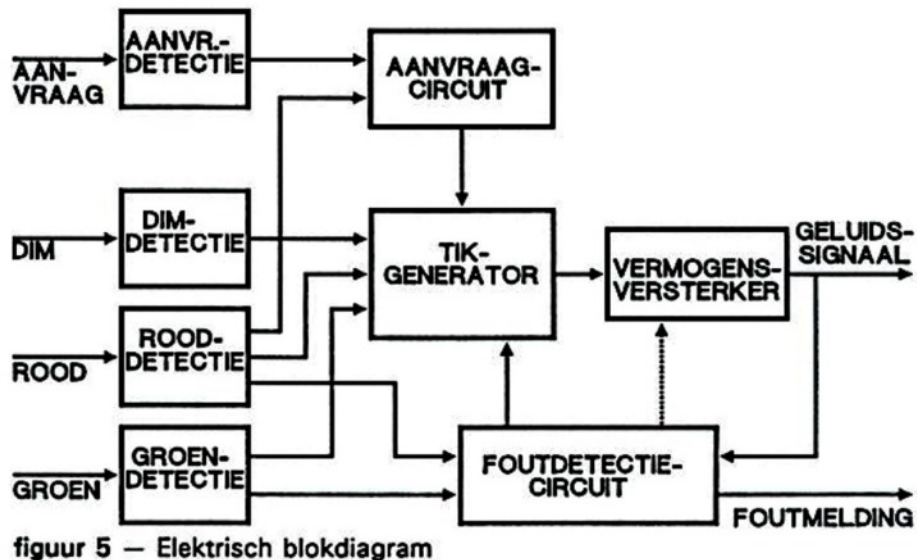 AANVR.-
DETECTIE
AAN-
VRAAG
AANVRAAG-
CIRCUIT
DIM-
DETECTIE
DIM
TIK-
GENERATOR
VERMOGENS-
VERSTERKER
GELUIDS-
SIGNAAL
ROOD-
DETECTIE
ROOD
GROEN-
DETECTIE
GROEN
FOUTDETECTIE-
CIRCUIT
FOUTMELDING
figuur 5 — Elektrisch blokdiagram